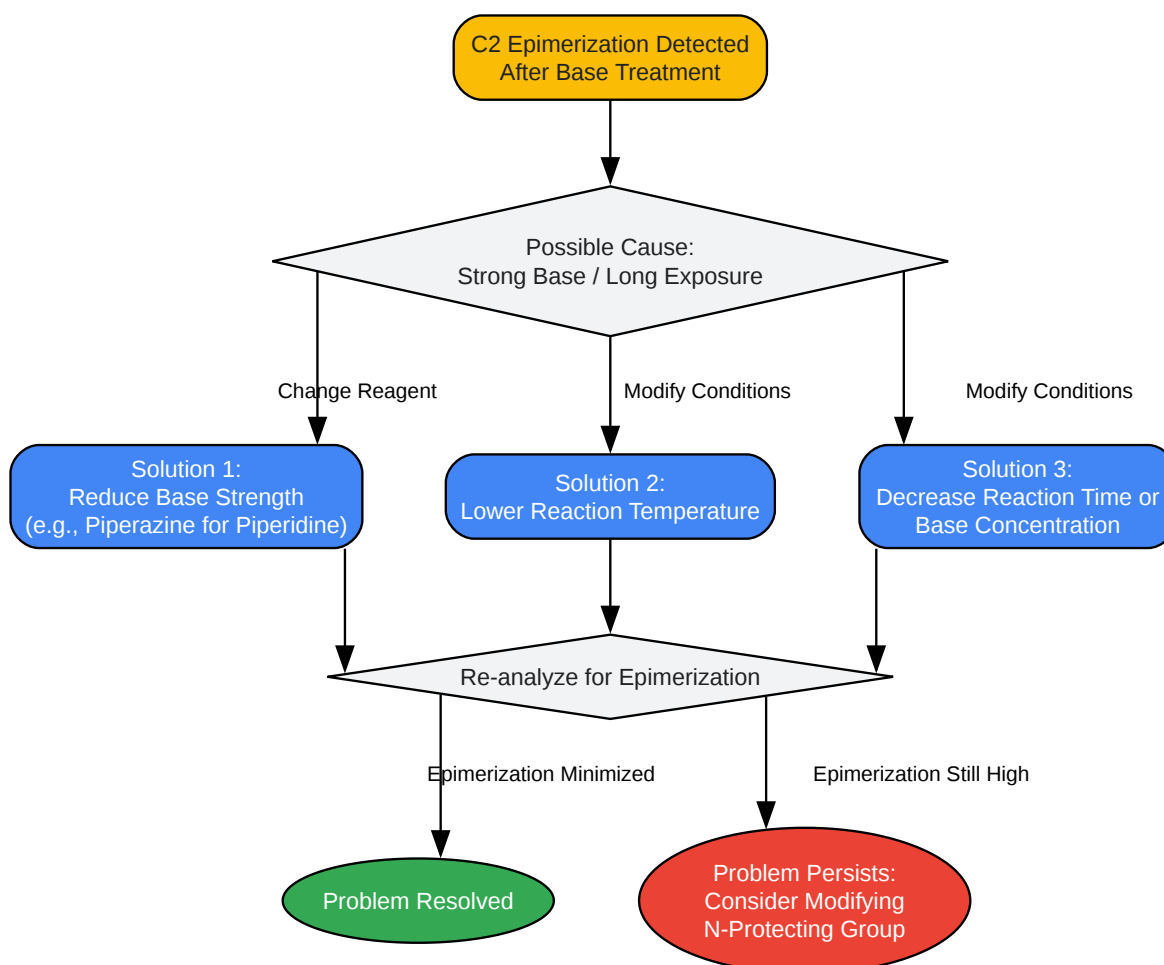 C2 Epimerization Detected
After Base Treatment
Possible Cause:
Strong Base / Long Exposure
Change Reagent
Modify Conditions
Modify Conditions
Solution 1:
Reduce Base Strength
(e.g., Piperazine for Piperidine)
Solution 2:
Lower Reaction Temperature
Solution 3:
Decrease Reaction Time or
Base Concentration
Re-analyze for Epimerization
Epimerization Minimized
Epimerization Still High
Problem Resolved
Problem Persists:
Consider Modifying
N-Protecting Group